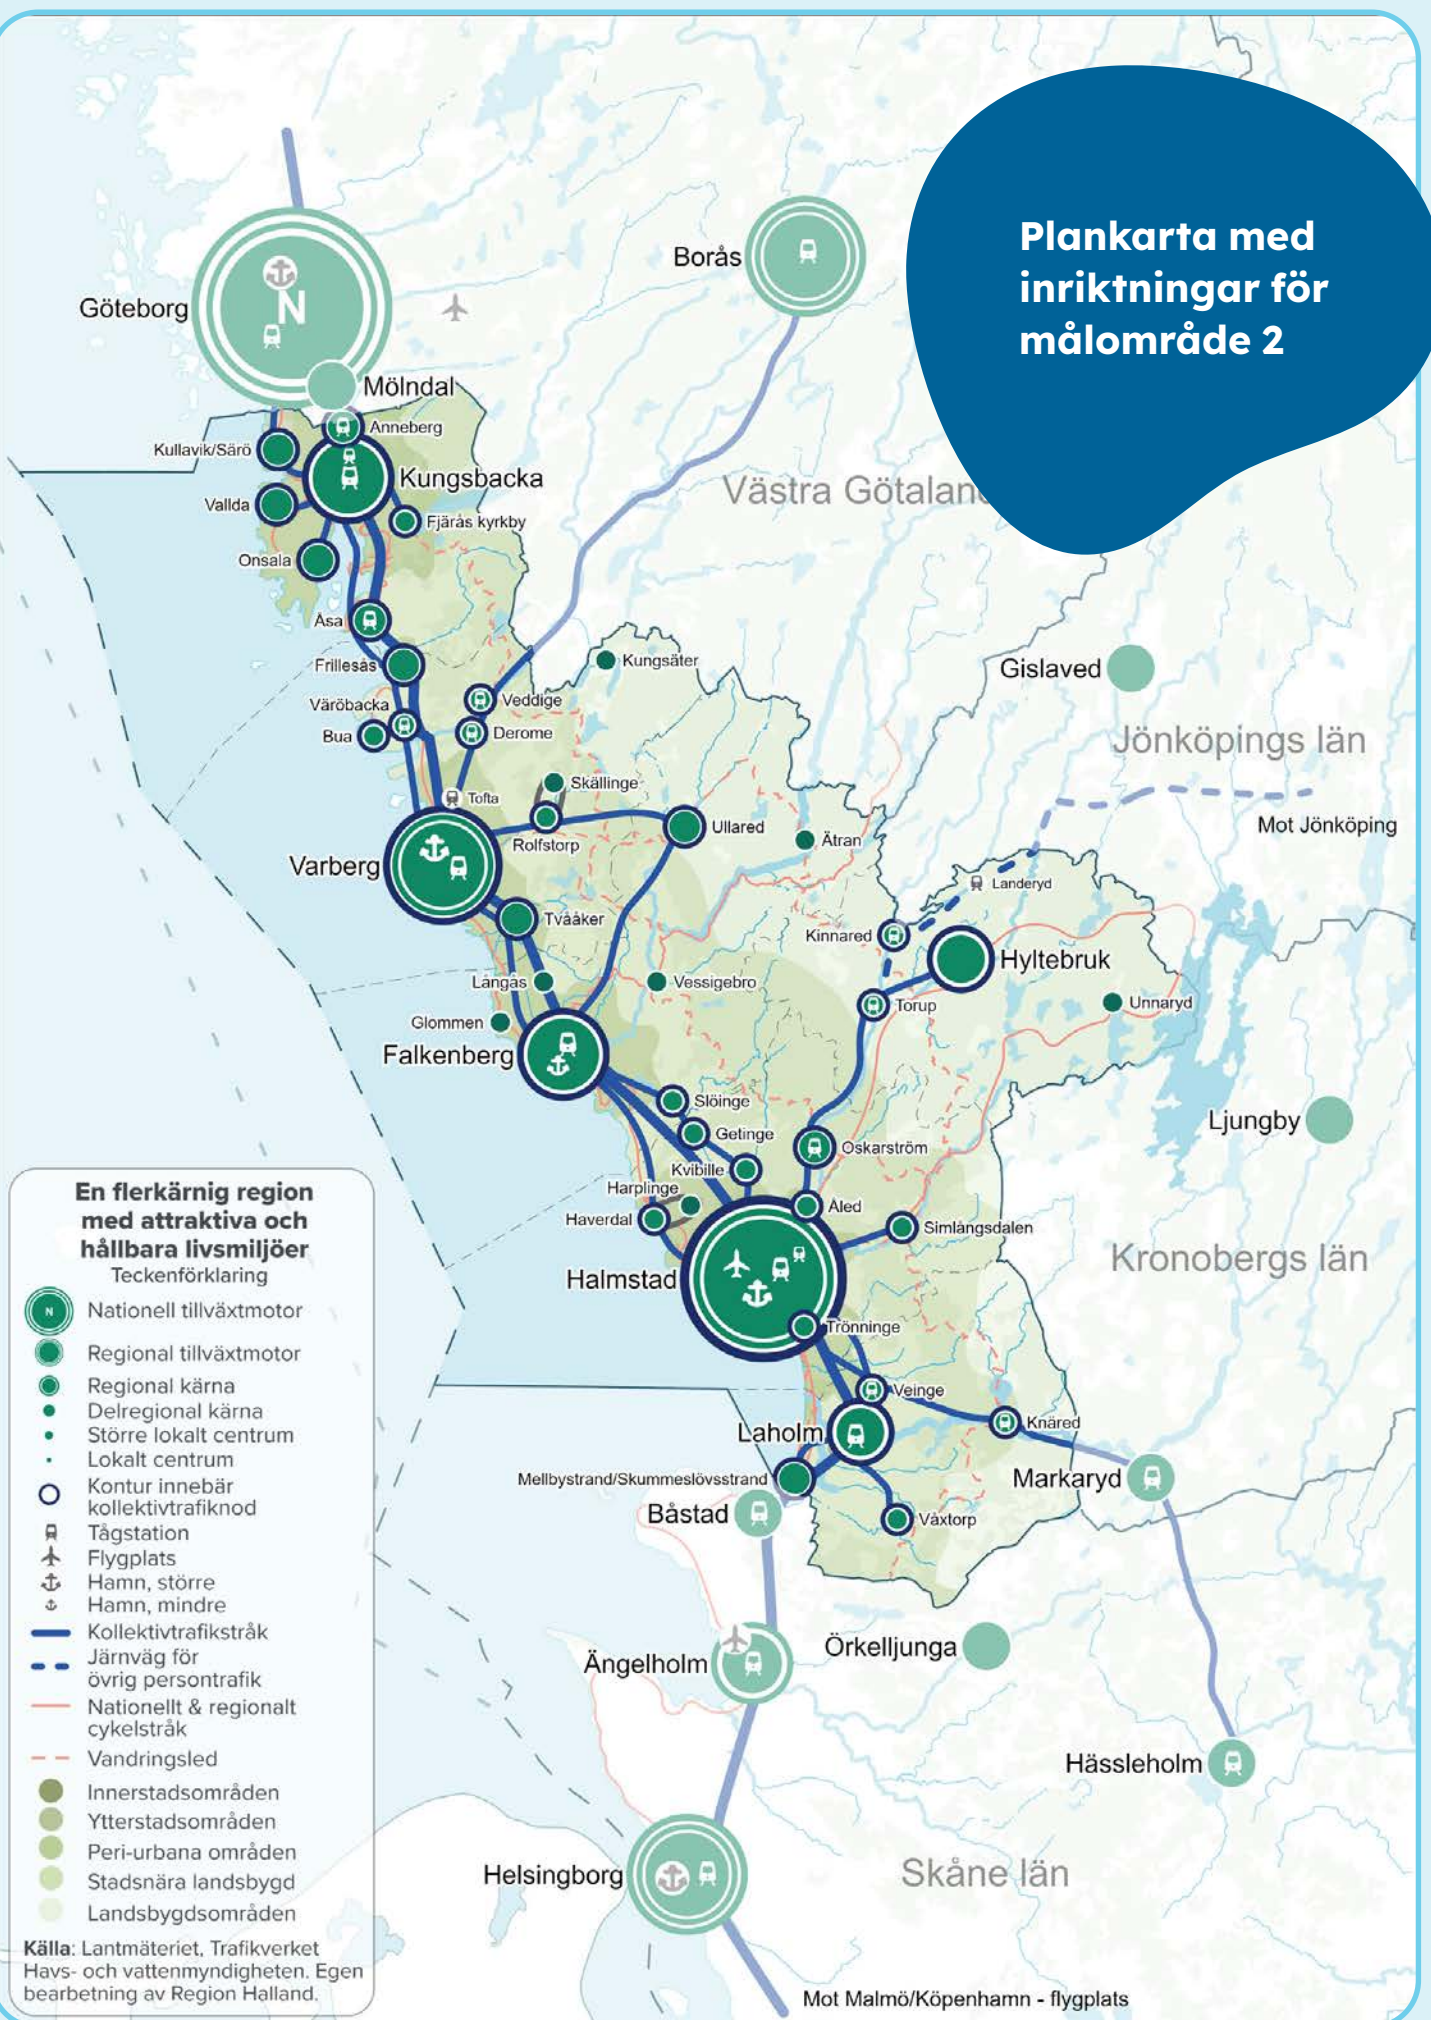 Plankarta med
inriktningar för
målområde 2
Borås
Göteborg
N
Mölndal
Anneberg
Kullavik/Särö
Kungsbacka
Västra Götaland
Vallda
Fjärås kyrkby
Onsala
Åsa
Frillesås
Kungsäter
Gislaved
Veddige
Väröbacka
Derome
Bua
Jönköpings län
Skällinge
Tofta
Mot Jönköping
Ullared
Rolfstorp
Ätran
Varberg
Landeryd
Tvååker
Kinnared
Hyltebruk
Långås
Vessigebro
Torup
Unnaryd
Glommen
Falkenberg
Slöinge
Ljungby
Getinge
Oskarström
Kvibille
Harplinge
Åled
Haverdal
Simlångsdalen
Kronobergs län
Halmstad
Trönninge
Veinge
Knäred
Laholm
Mellbystrand/Skummeslövsstrand
Markaryd
Båstad
Våxtorp
Ängelholm
Örkelljunga
Hässleholm
Helsingborg
Skåne län
Mot Malmö/Köpenhamn - flygplats
En flerkärnig region
med attraktiva och
hållbara livsmiljöer
Teckenförklaring
N
Nationell tillväxtmotor
Regional tillväxtmotor
Regional kärna
Delregional kärna
Större lokalt centrum
Lokalt centrum
Kontur innebär
kollektivtrafiknod
Tågstation
Flygplats
Hamn, större
Hamn, mindre
Kollektivtrafikstråk
Järnväg för
övrig persontrafik
Nationellt & regionalt
cykelstråk
Vandringsled
Innerstadsområden
Ytterstadsområden
Peri-urbana områden
Stadsnära landsbygd
Landsbygdsområden
Källa: Lantmäteriet, Trafikverket
Havs- och vattenmyndigheten. Egen
bearbetning av Region Halland.